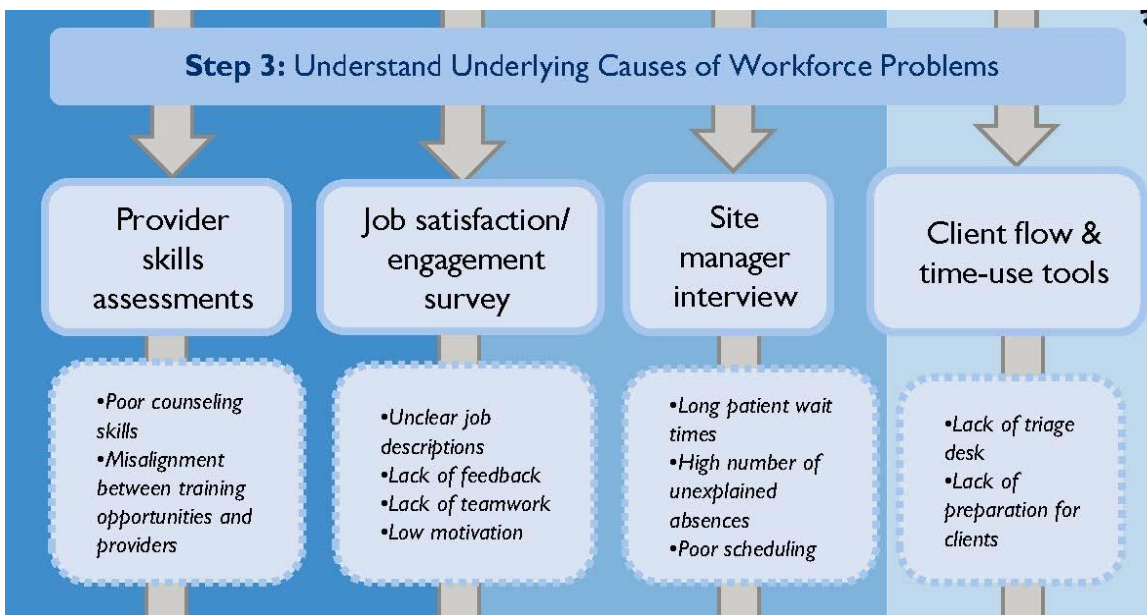 Step 3: Understand Underlying Causes of Workforce Problems
Provider
skills
assessments
Job satisfaction/
engagement
survey
Site
manager
interview
Client flow &
time-use tools
•Poor counseling
skills
•Misalignment
between training
opportunities and
providers
•Unclear job
descriptions
•Lack of feedback
•Lack of teamwork
•Low motivation
•Long patient wait
times
•High number of
unexplained
absences
•Poor scheduling
•Lack of triage
desk
•Lack of
preparation for
clients